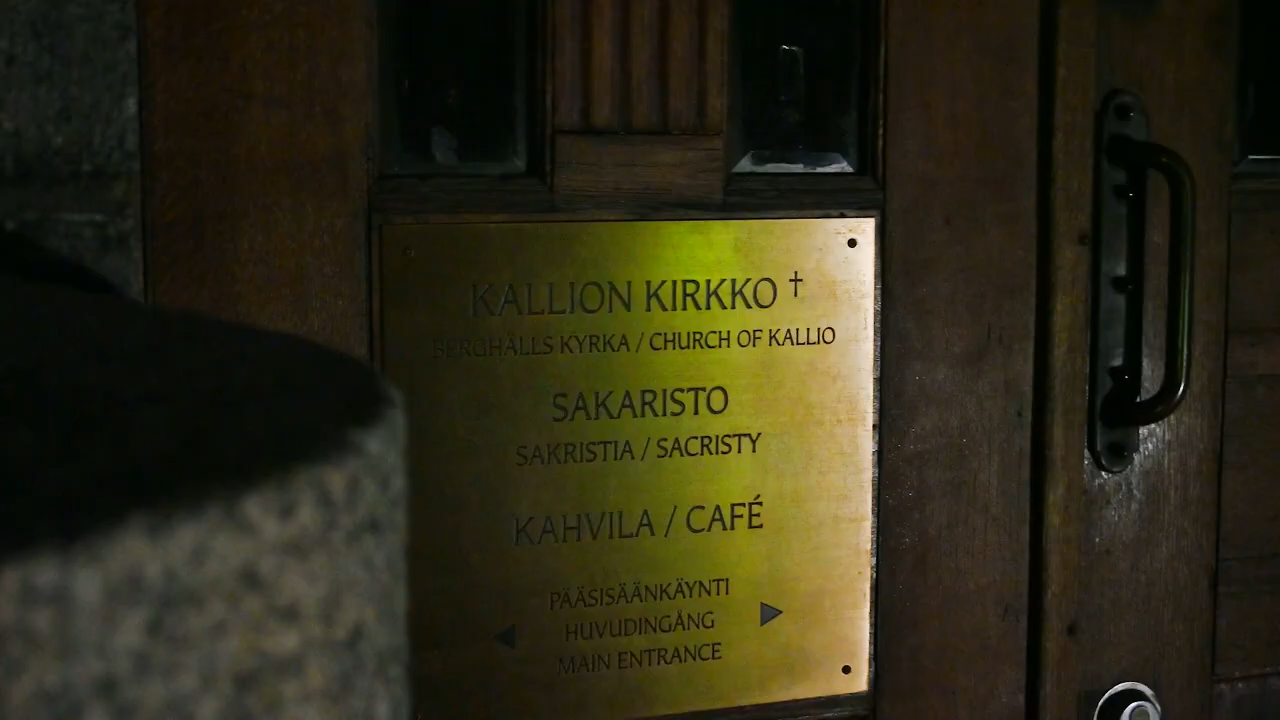 KALLION KIRKKO †
BERGHÄLLS KYRKA / CHURCH OF KALLIO
SAKARISTO
SAKRISTIA / SACRISTY
KAHVILA / CAFÉ
PÄÄSISÄÄNKÄYNTI
HUVUDINGÅNG
MAIN ENTRANCE